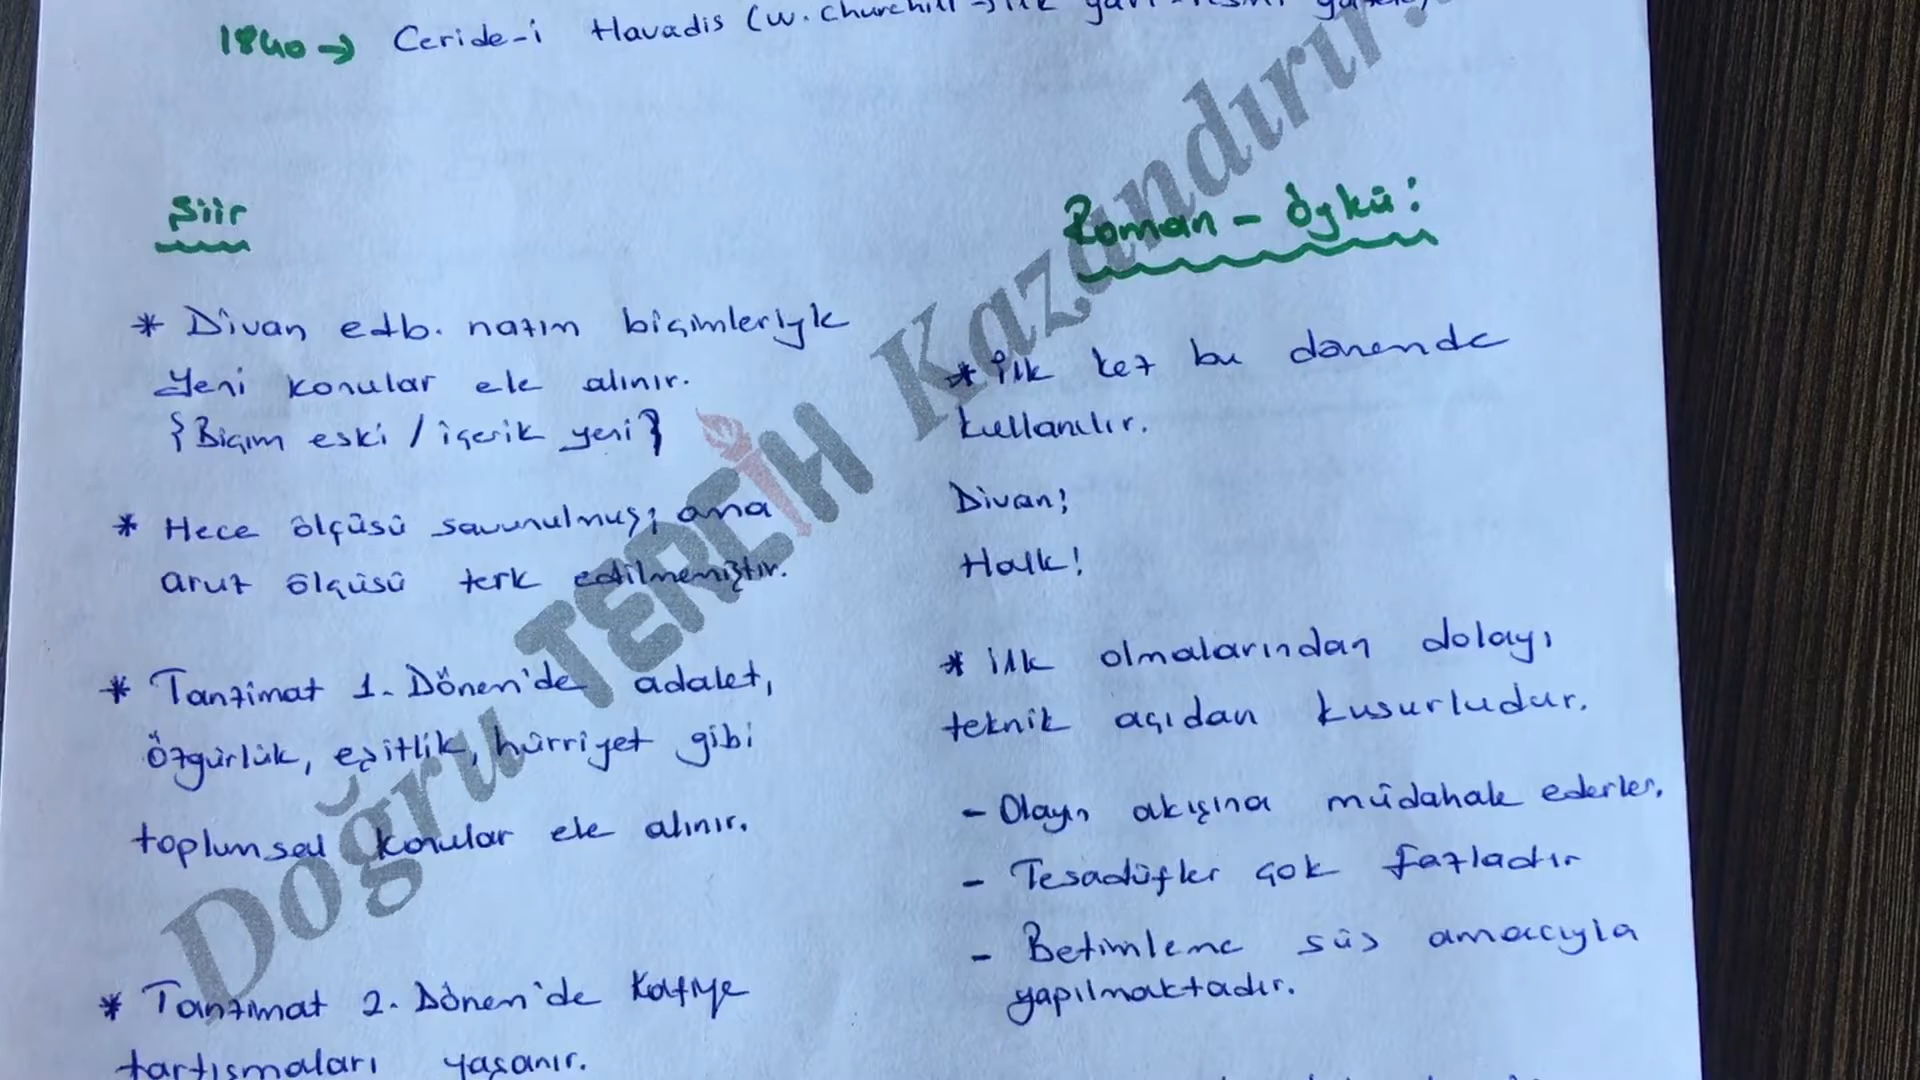 1840 → Ceride-i Havadis (W. Churchill →
Şiir
* Divan edb. nazım biçimleriyle
yeni konular ele alınır.
{Biçim eski / içerik yeni}
* Hece ölçüsü savunulmuş; ama
aruz ölçüsü terk edilmemiştir.
* Tanzimat 1. Dönem'de adalet,
Özgürlük, eşitlik, hürriyet gibi
toplumsal konular ele alınır.
* Tanzimat 2. Dönem'de Kafiye
tartışmaları yaşanır.
Roman - öykü:
* İlk kez bu dönemde
kullanılır.
Divan!
Halk!
* İlk olmalarından dolayı
teknik açıdan kusurludur.
- Olayın akışına müdahale ederler.
- Tesadüfler çok fazladır
- Betimleme süs amacıyla
yapılmaktadır.
Doğru TERCİH Kazandırır.